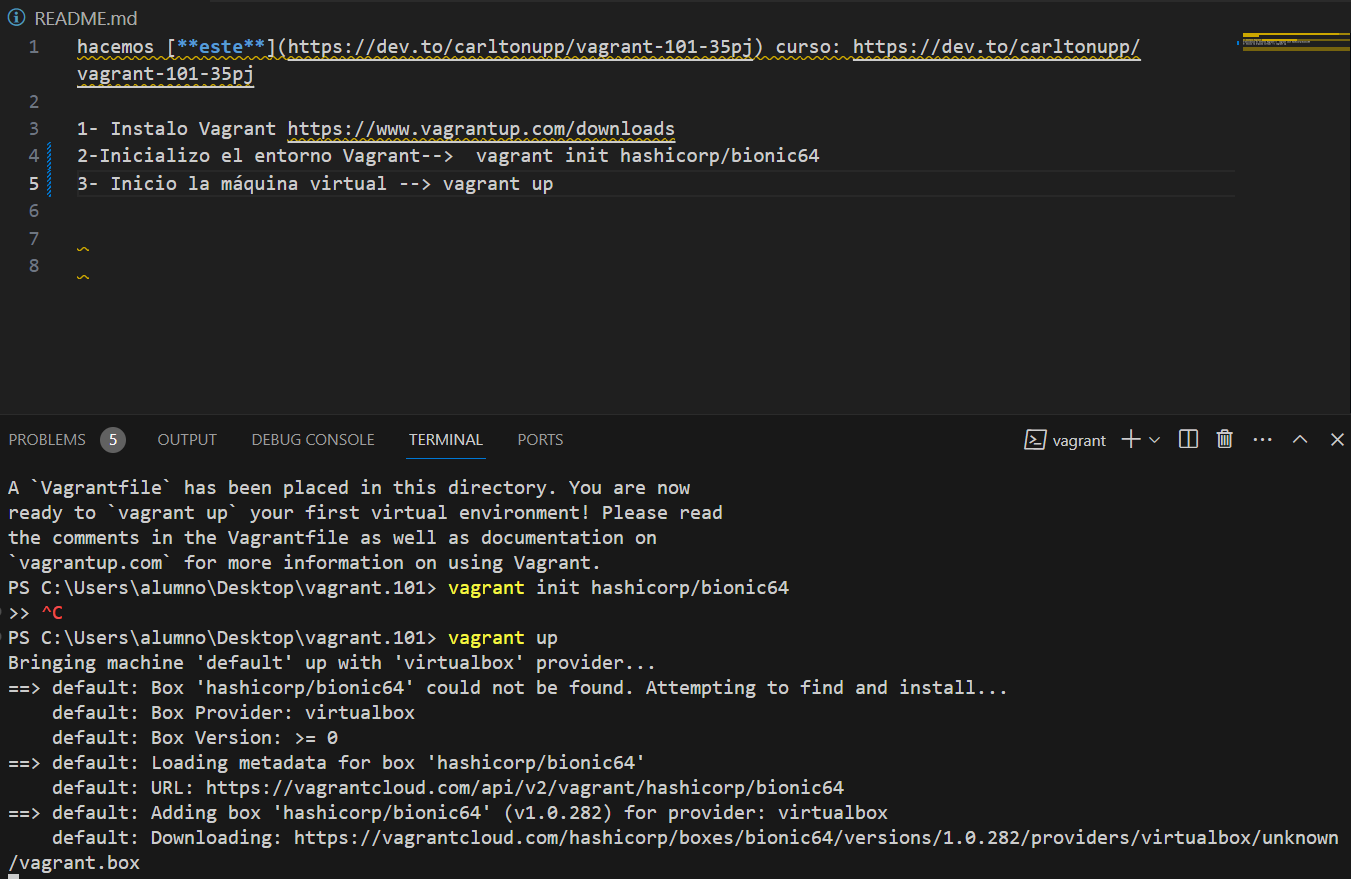 README.md
1 hacemos [**este**](https://dev.to/carltonupp/vagrant-101-35pj) curso: https://dev.to/carltonupp/
vagrant-101-35pj
2
3 1- Instalo Vagrant https://www.vagrantup.com/downloads
4 2-Inicializo el entorno Vagrant-->  vagrant init hashicorp/bionic64
5 3- Inicio la máquina virtual --> vagrant up
6
7
8
PROBLEMS 5 OUTPUT DEBUG CONSOLE TERMINAL PORTS vagrant
A `Vagrantfile` has been placed in this directory. You are now
ready to `vagrant up` your first virtual environment! Please read
the comments in the Vagrantfile as well as documentation on
`vagrantup.com` for more information on using Vagrant.
PS C:\Users\alumno\Desktop\vagrant.101> vagrant init hashicorp/bionic64
>> ^C
PS C:\Users\alumno\Desktop\vagrant.101> vagrant up
Bringing machine 'default' up with 'virtualbox' provider...
==> default: Box 'hashicorp/bionic64' could not be found. Attempting to find and install...
    default: Box Provider: virtualbox
    default: Box Version: >= 0
==> default: Loading metadata for box 'hashicorp/bionic64'
    default: URL: https://vagrantcloud.com/api/v2/vagrant/hashicorp/bionic64
==> default: Adding box 'hashicorp/bionic64' (v1.0.282) for provider: virtualbox
    default: Downloading: https://vagrantcloud.com/hashicorp/boxes/bionic64/versions/1.0.282/providers/virtualbox/unknown
/vagrant.box